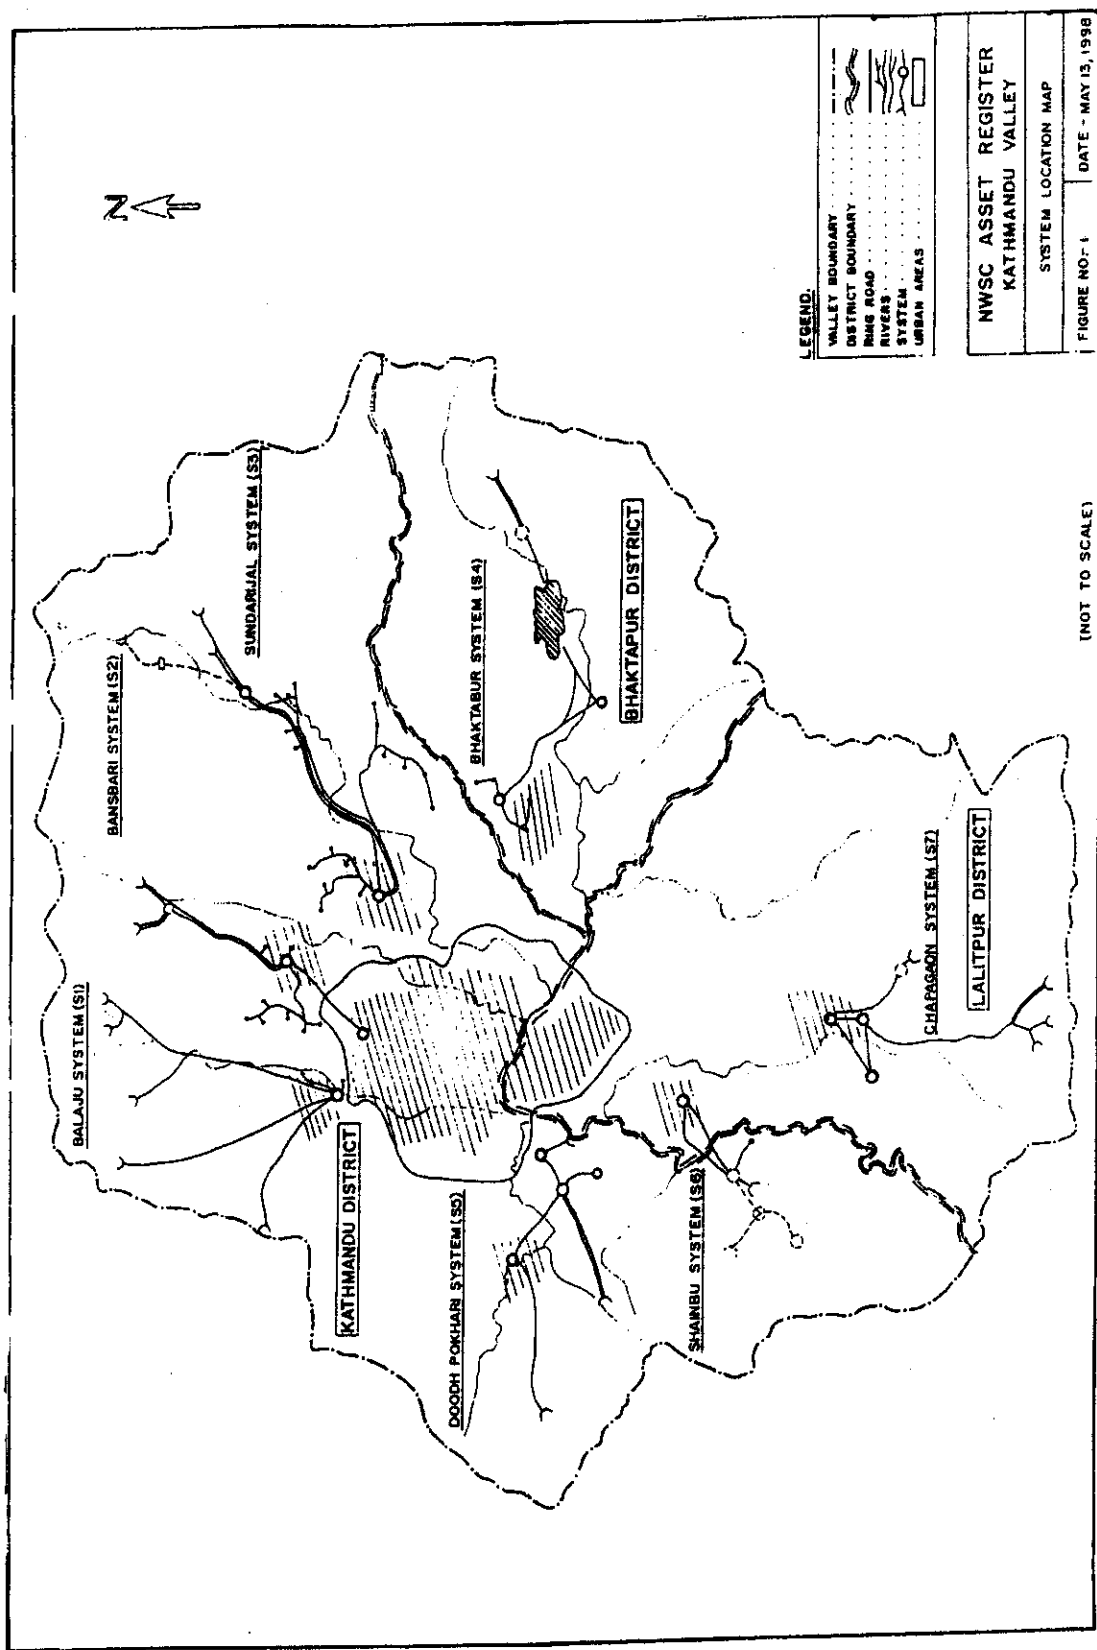 N
BALAJU SYSTEM (S1)
BANSBARI SYSTEM (S2)
SUNDARIJAL SYSTEM (S3)
KATHMANDU DISTRICT
DOODH POKHARI SYSTEM (S5)
BHAKTABUR SYSTEM (S4)
BHAKTAPUR DISTRICT
SHAINBU SYSTEM (S6)
CHAPAGAON SYSTEM (S7)
LALITPUR DISTRICT
(NOT TO SCALE)
LEGEND:
VALLEY BOUNDARY
DISTRICT BOUNDARY
RING ROAD
RIVERS
SYSTEM
URBAN AREAS
NWSC ASSET REGISTER
KATHMANDU VALLEY
SYSTEM LOCATION MAP
FIGURE NO:- 1 DATE - MAY 13, 1998